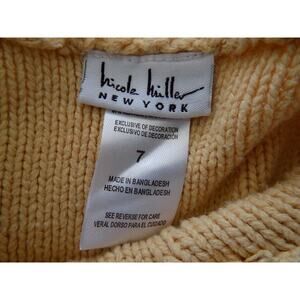 nicole miller
NEW YORK
EXCLUSIVE OF DECORATION
EXCLUSIVO DE DECORACIÓN
7
MADE IN BANGLADESH
HECHO EN BANGLADESH
SEE REVERSE FOR CARE
VERAL DORSO PARA EL CUIDADO